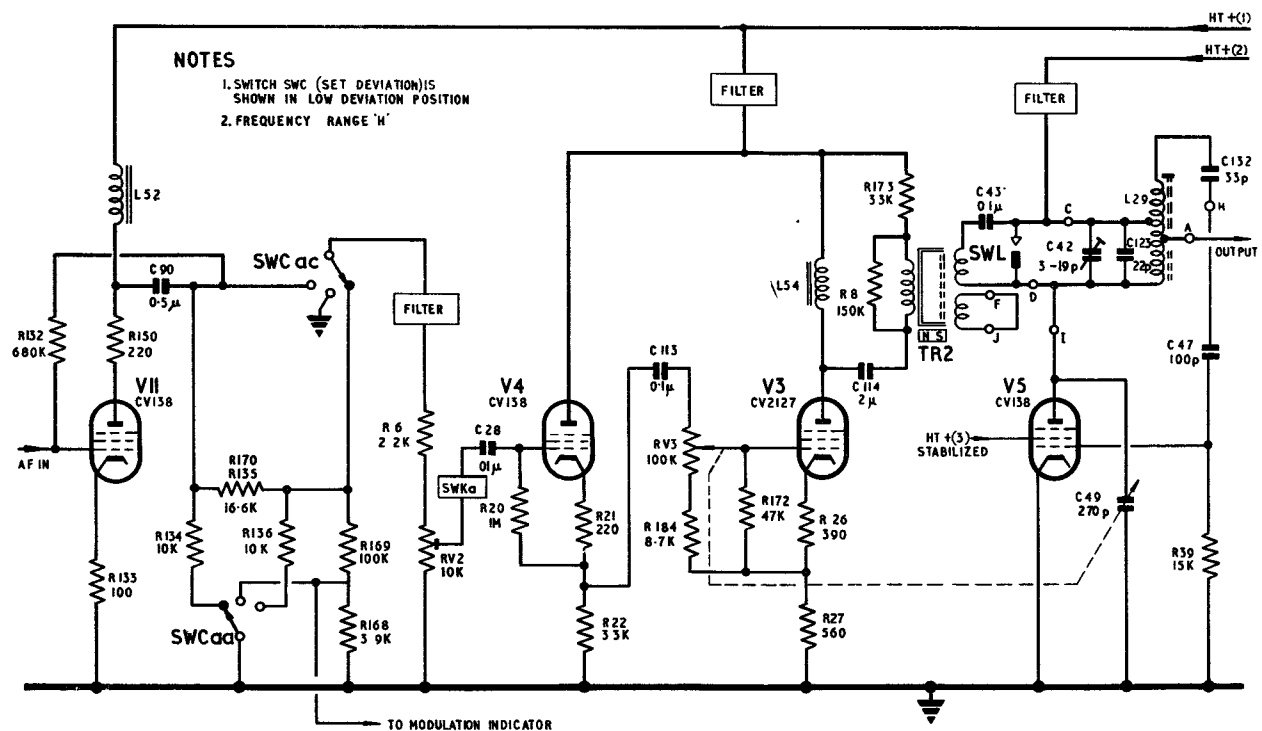 HT+(1)
HT+(2)
NOTES
1. SWITCH SWC (SET DEVIATION) IS
SHOWN IN LOW DEVIATION POSITION
2. FREQUENCY RANGE 'H'
FILTER
FILTER
L52
R173
33K
C43
01µ
L29
C132
33p
H
C
A
OUTPUT
SWL
C42
3-19p
C123
22p
C90
0·5µ
SWCac
FILTER
L54
R8
150K
D
F
J
I
N S
TR2
R132
680K
R150
220
C47
100p
V11
CV138
C113
0·1µ
C114
2µ
V4
CV138
V3
CV2127
V5
CV138
R6
2 2K
C28
01µ
RV3
100K
HT+(3)
STABILIZED
AF IN
SWKa
R170
R135
16·6K
R20
1M
R21
220
R184
8·7K
R172
47K
R26
390
C49
270p
R134
10K
R136
10K
R169
100K
RV2
10K
R39
15K
R133
100
SWCaa
R168
3 9K
R22
33K
R27
560
TO MODULATION INDICATOR